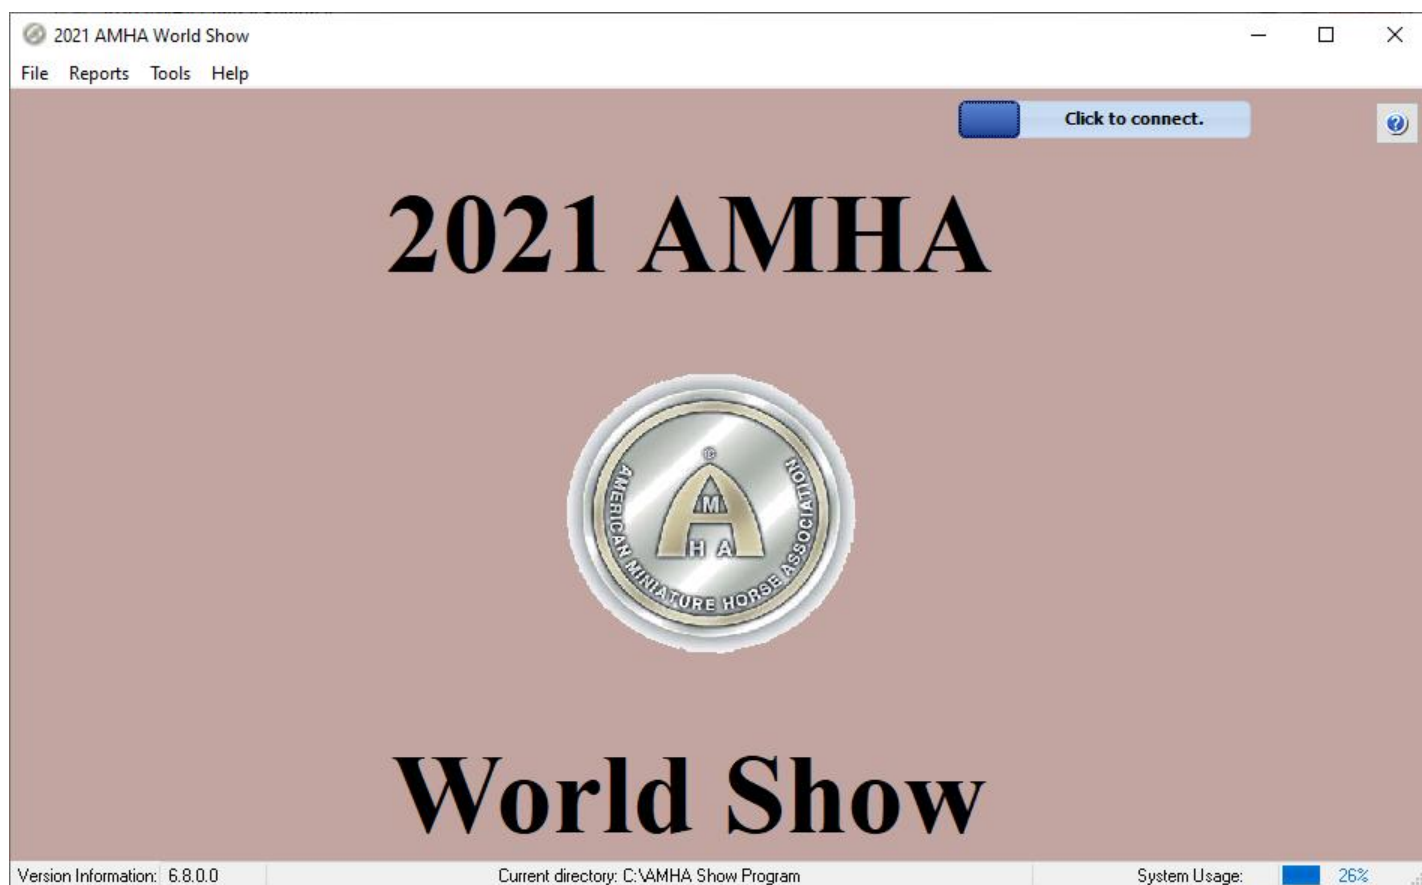 2021 AMHA World Show
File Reports Tools Help
Click to connect.
2021 AMHA
©
AMERICAN MINIATURE HORSE ASSOCIATION
M
H A
World Show
Version Information: 6.8.0.0 Current directory: C:\AMHA Show Program System Usage: 26%